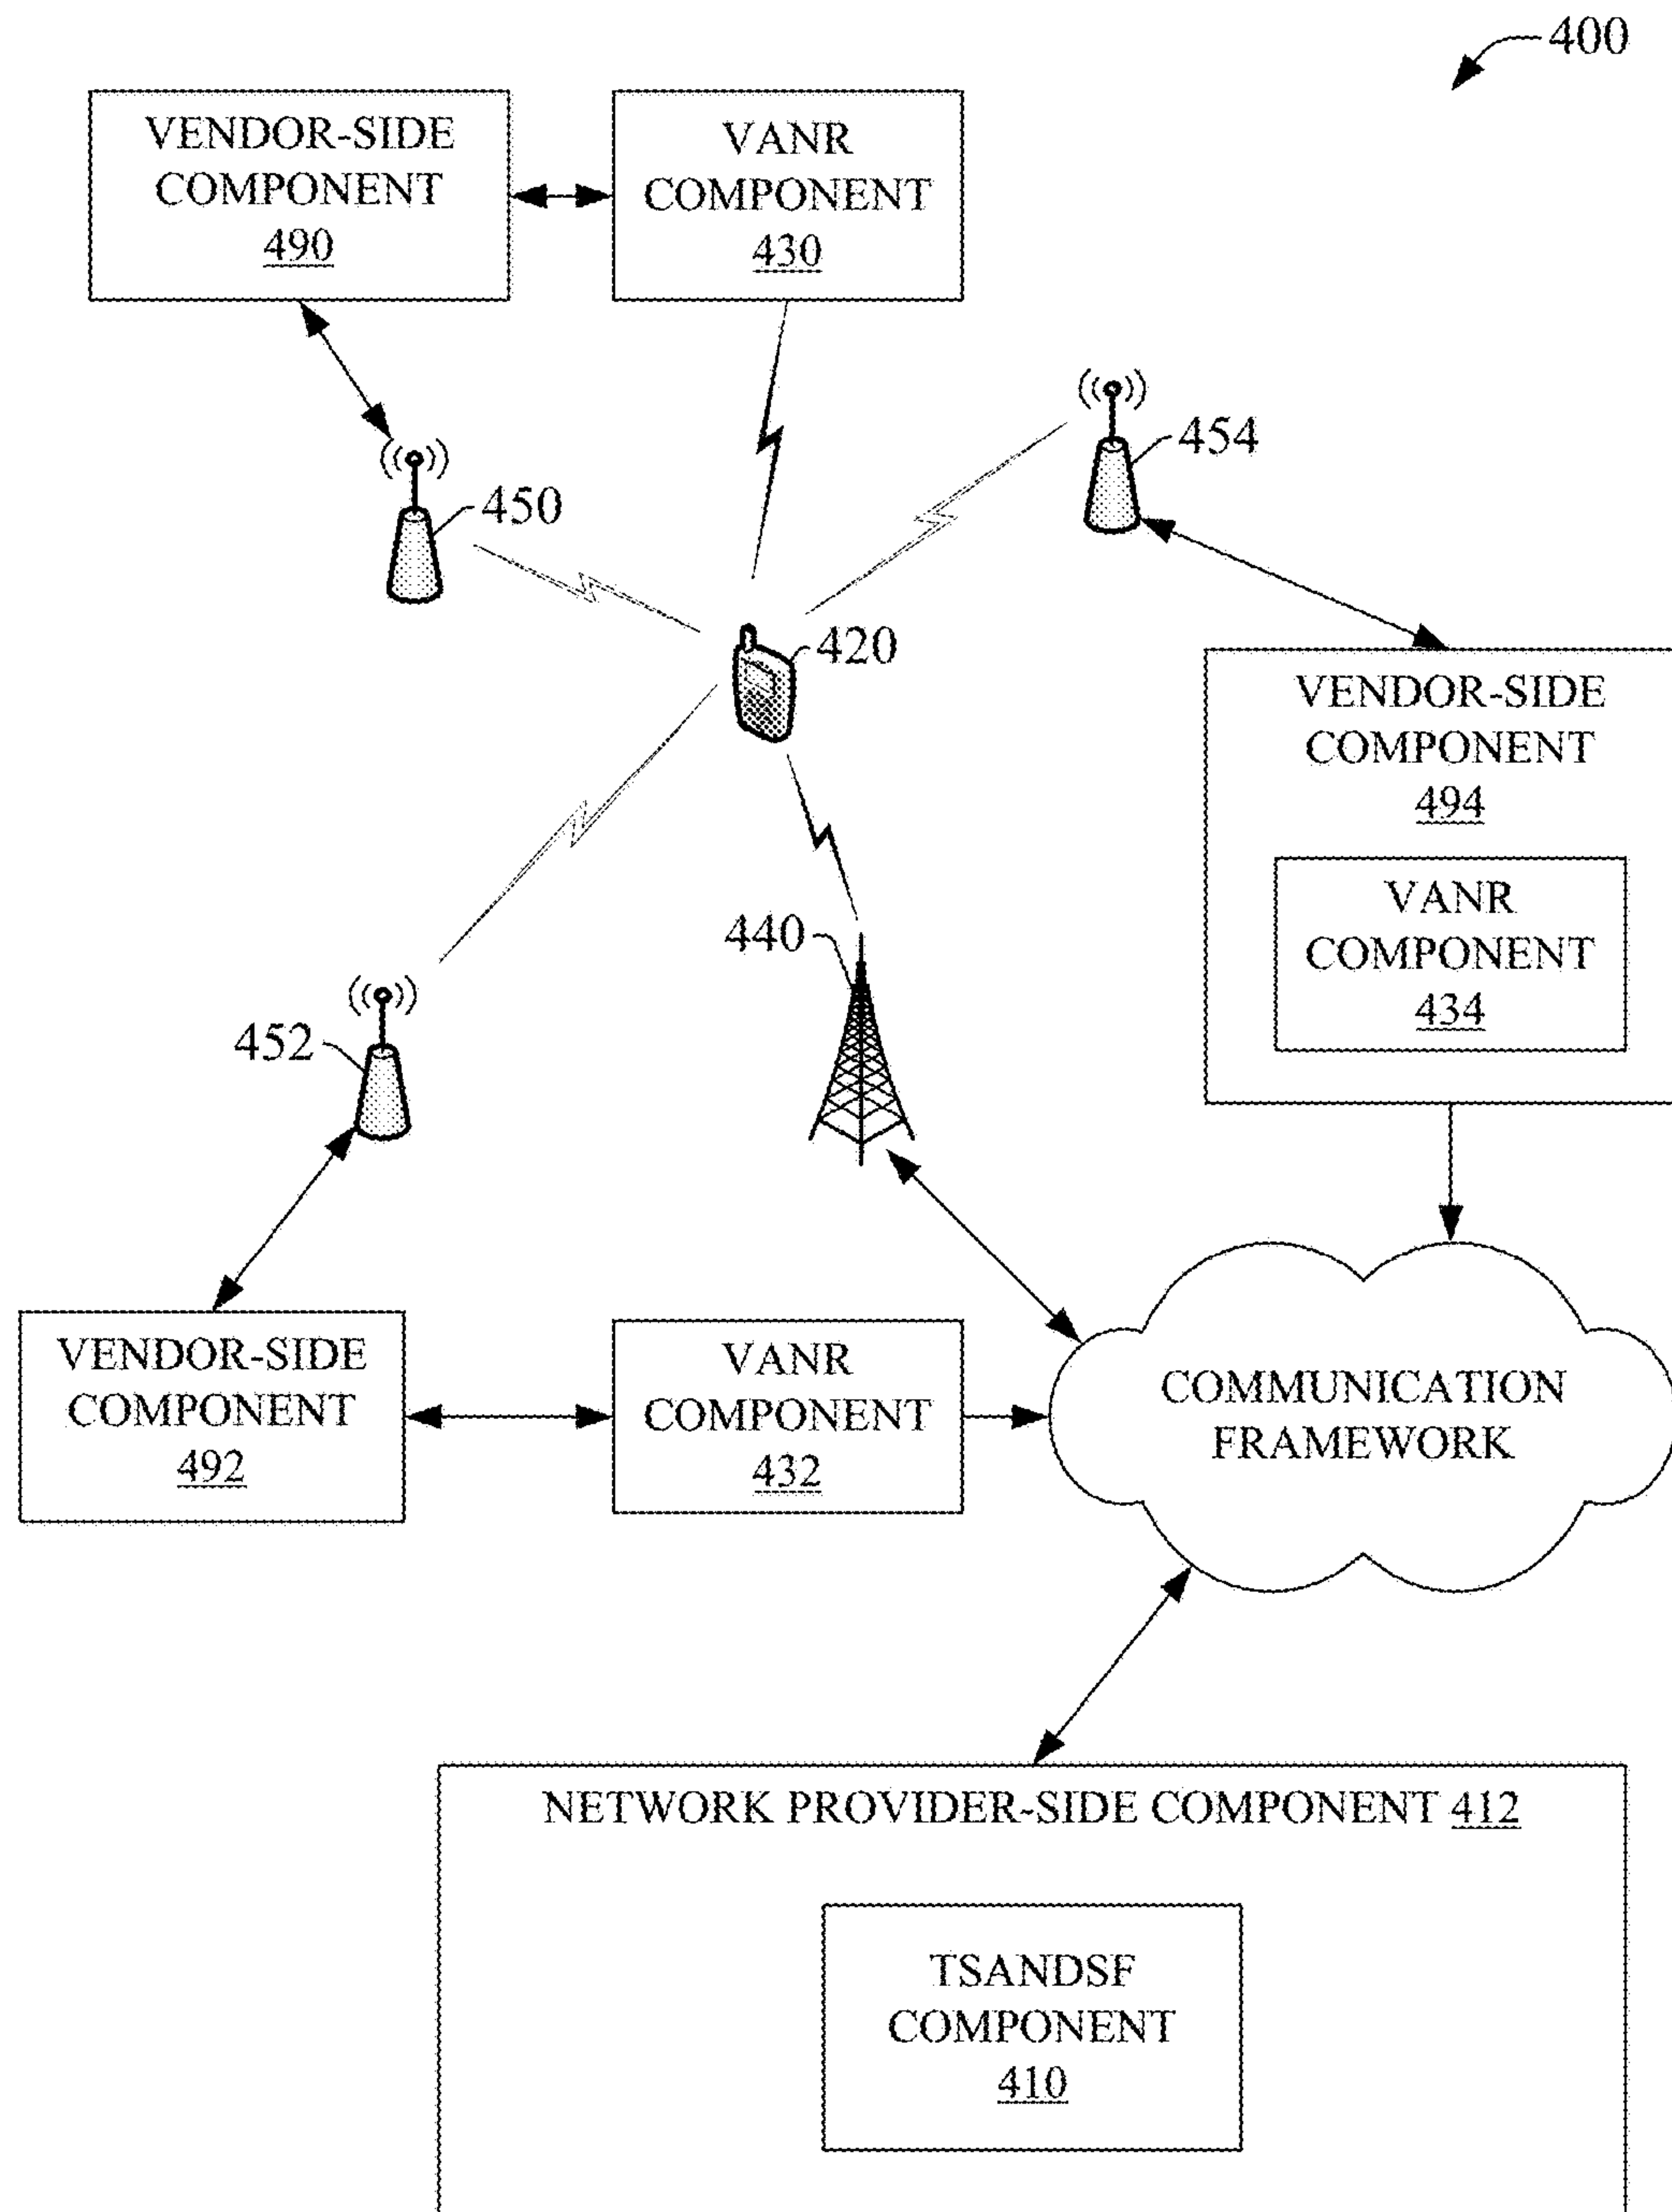 400
VENDOR-SIDE
COMPONENT
490
VANR
COMPONENT
430
454
450
420
VENDOR-SIDE
COMPONENT
494
VANR
COMPONENT
434
440
452
VENDOR-SIDE
COMPONENT
492
VANR
COMPONENT
432
COMMUNICATION
FRAMEWORK
NETWORK PROVIDER-SIDE COMPONENT 412
TSANDSF
COMPONENT
410